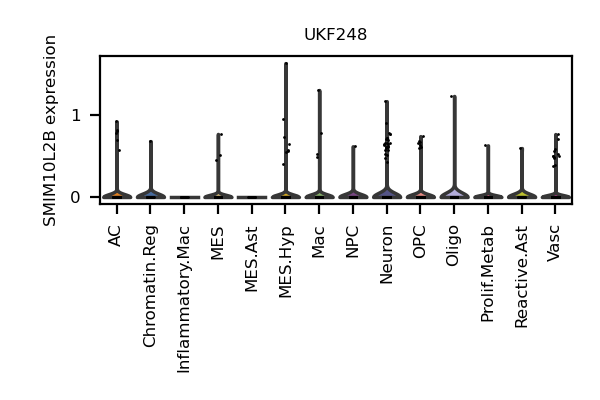 UKF248
SMIM10L2B expression
1
0
AC
Chromatin.Reg
Inflammatory.Mac
MES
MES.Ast
MES.Hyp
Mac
NPC
Neuron
OPC
Oligo
Prolif.Metab
Reactive.Ast
Vasc